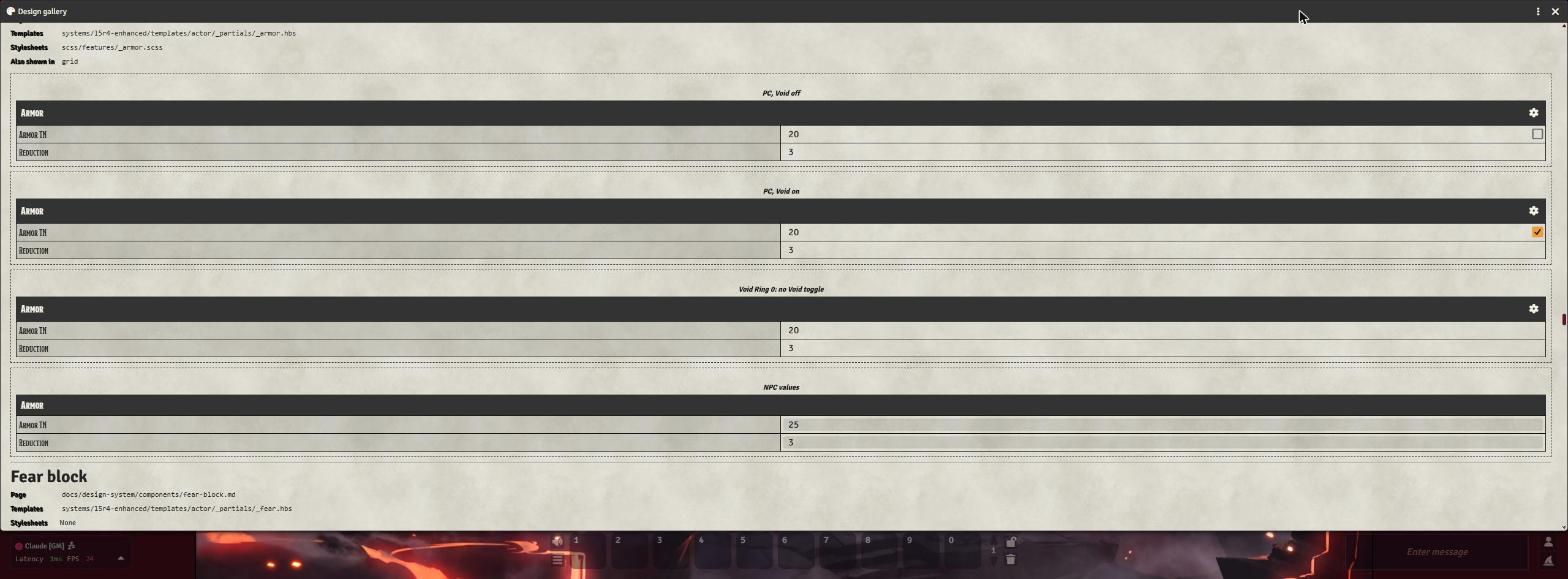 Design gallery
Templates systems/l5r4-enhanced/templates/actor/_partials/_armor.hbs
Stylesheets scss/features/_armor.scss
Also shown in grid
PC, Void off
Armor
Armor TN 20
Reduction 3
PC, Void on
Armor
Armor TN 20
Reduction 3
Void Ring 0: no Void toggle
Armor
Armor TN 20
Reduction 3
NPC values
Armor
Armor TN 25
Reduction 3
Fear block
Page docs/design-system/components/fear-block.md
Templates systems/l5r4-enhanced/templates/actor/_partials/_fear.hbs
Stylesheets None
Claude [GM]
Latency 3ms FPS 24
1 2 3 4 5 6 7 8 9 0
1
Enter message